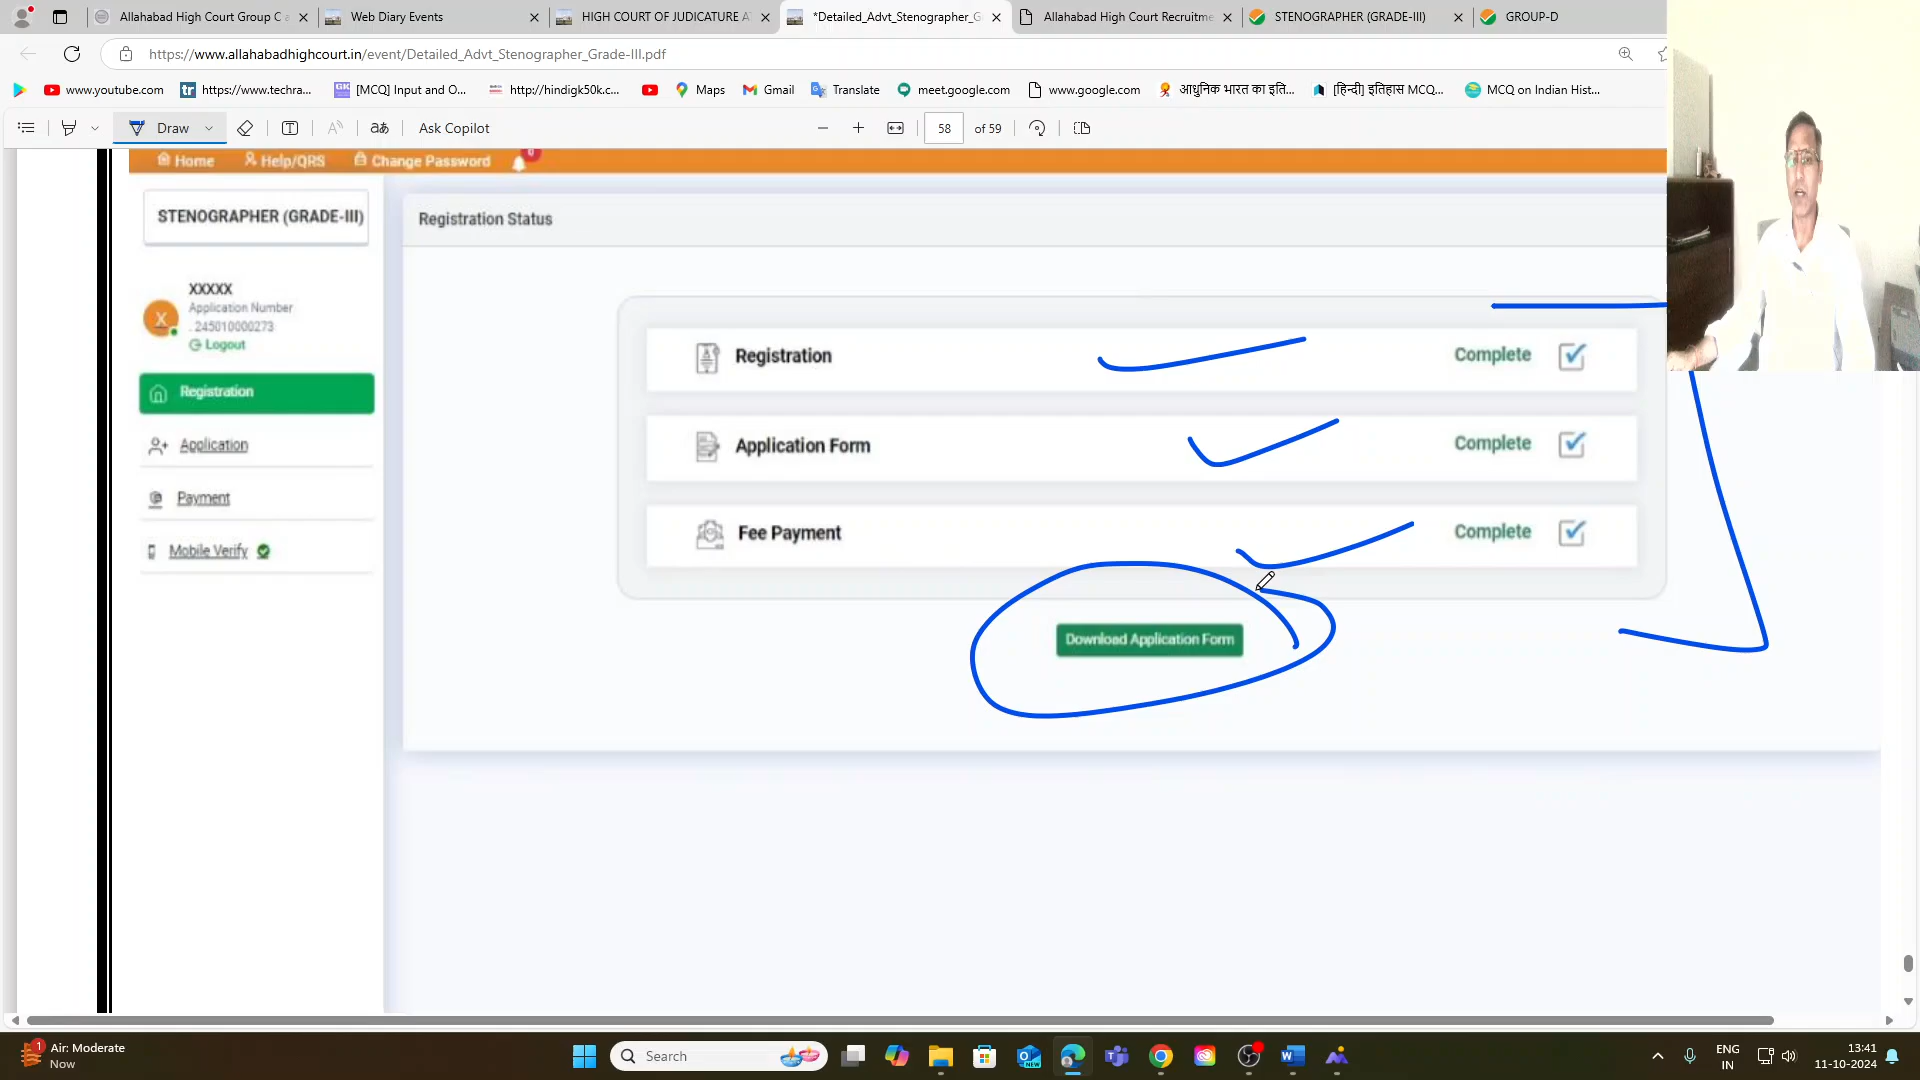 Allahabad High Court Group C a
Web Diary Events
HIGH COURT OF JUDICATURE AT
*Detailed_Advt_Stenographer_G
Allahabad High Court Recruitme
STENOGRAPHER (GRADE-III)
GROUP-D
https://www.allahabadhighcourt.in/event/Detailed_Advt_Stenographer_Grade-III.pdf
www.youtube.com
https://www.techra...
[MCQ] Input and O...
http://hindigk50k.c...
Maps
Gmail
Translate
meet.google.com
www.google.com
आधुनिक भारत का इति...
[हिन्दी] इतिहास MCQ...
MCQ on Indian Hist...
Draw
aあ
Ask Copilot
58 of 59
Home
Help/QRS
Change Password
STENOGRAPHER (GRADE-III)
Registration Status
XXXXX
X
Application Number
. 245010000273
Logout
Registration
Application
Payment
Mobile Verify
Registration
Complete
Application Form
Complete
Fee Payment
Complete
Download Application Form
1
Air: Moderate
Now
Search
ENG
IN
13:41
11-10-2024